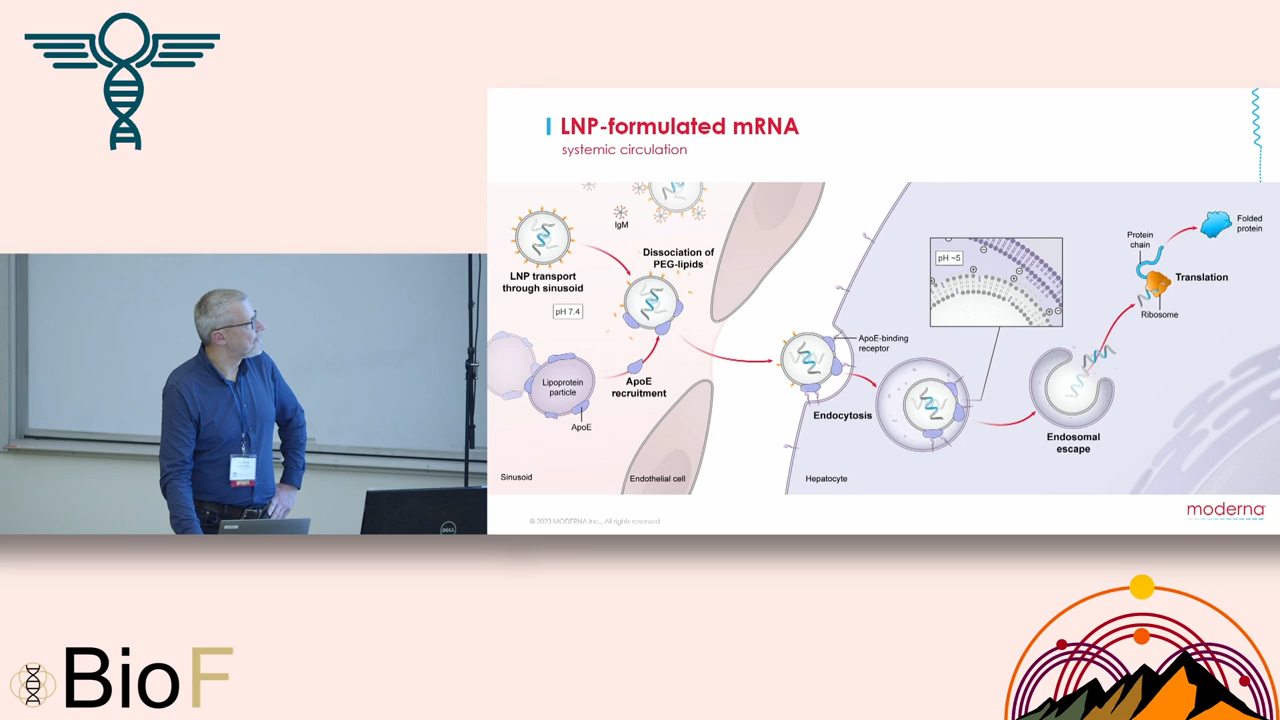 LNP-formulated mRNA
systemic circulation
IgM
LNP transport
through sinusoid
Dissociation of
PEG-lipids
pH 7.4
Lipoprotein
particle
ApoE
ApoE
recruitment
Sinusoid
Endothelial cell
ApoE-binding
receptor
Endocytosis
Hepatocyte
pH ~5
Endosomal
escape
Protein
chain
Folded
protein
Translation
Ribosome
© 2023 MODERNA Inc., All rights reserved
moderna
DELL
BioF